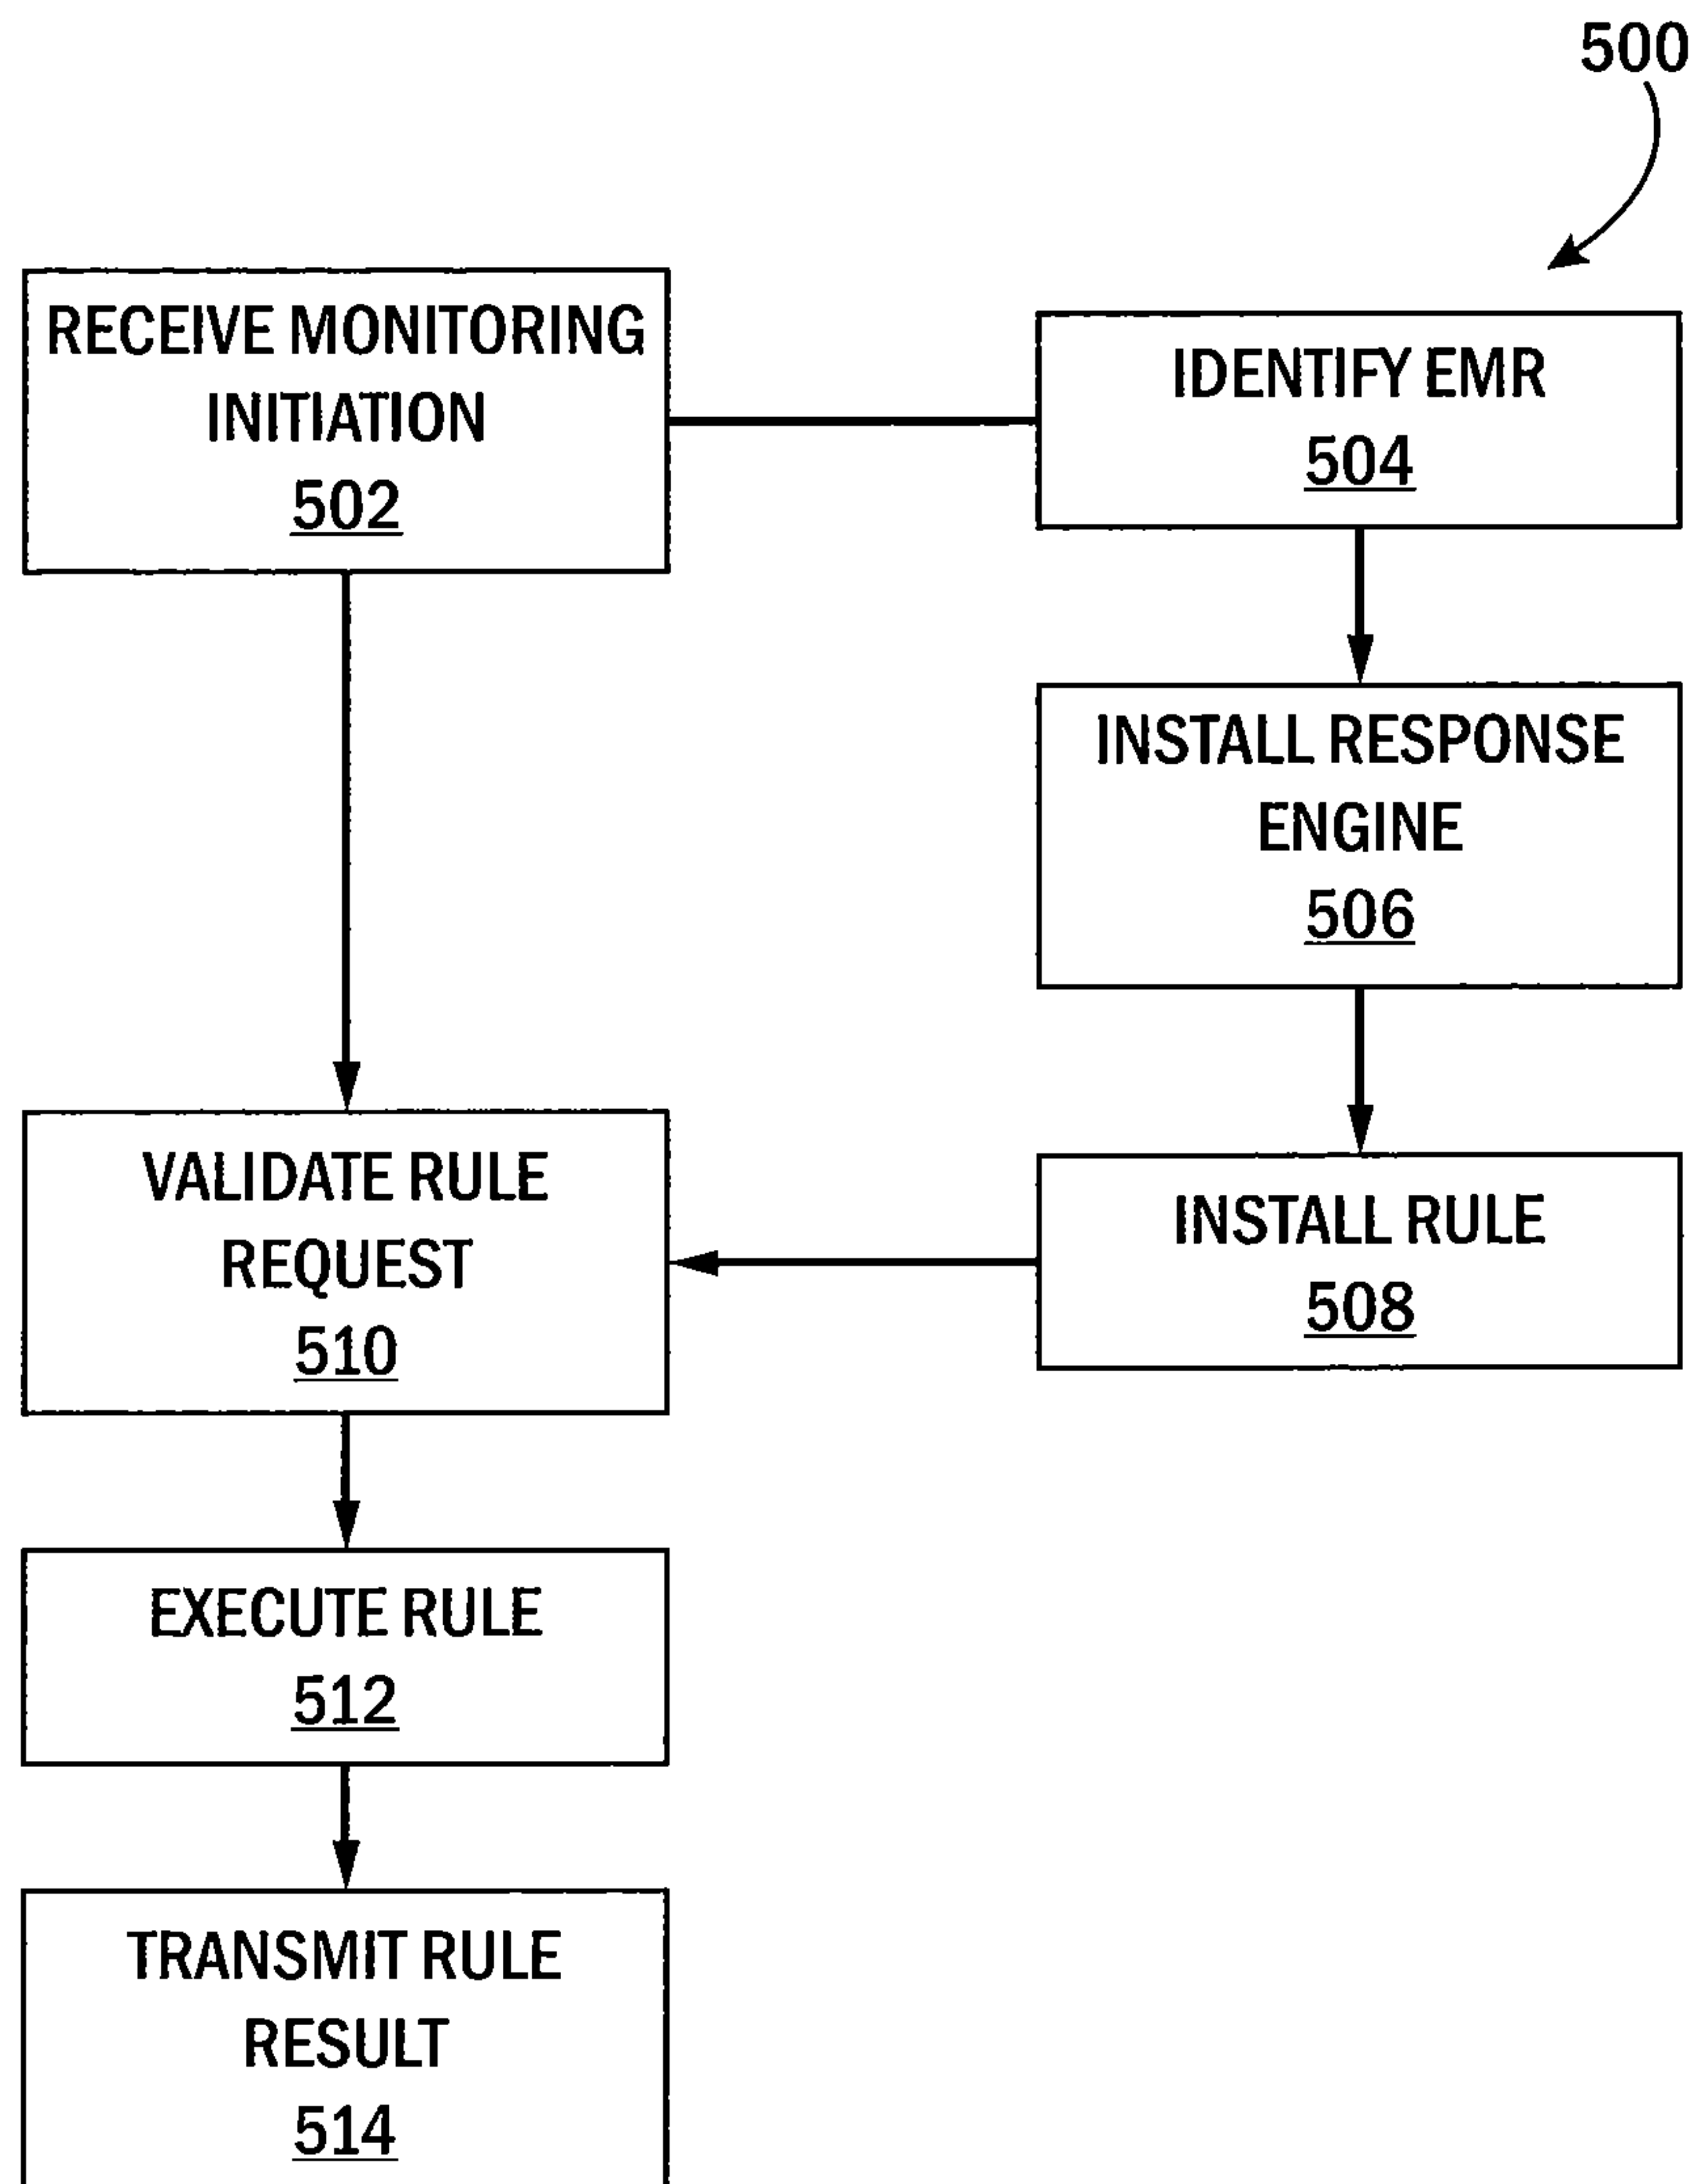 500
RECEIVE MONITORING
INITIATION
502
IDENTIFY EMR
504
INSTALL RESPONSE
ENGINE
506
INSTALL RULE
508
VALIDATE RULE
REQUEST
510
EXECUTE RULE
512
TRANSMIT RULE
RESULT
514